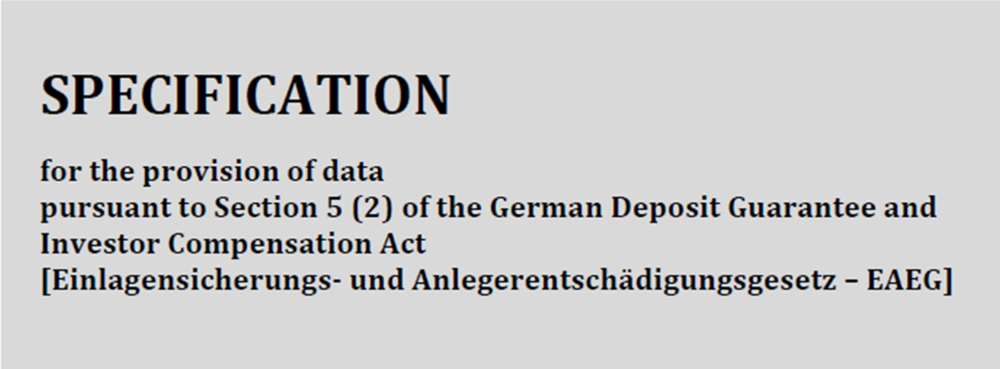 SPECIFICATION
for the provision of data
pursuant to Section 5 (2) of the German Deposit Guarantee and
Investor Compensation Act
[Einlagensicherungs- und Anlegerentschädigungsgesetz – EAEG]